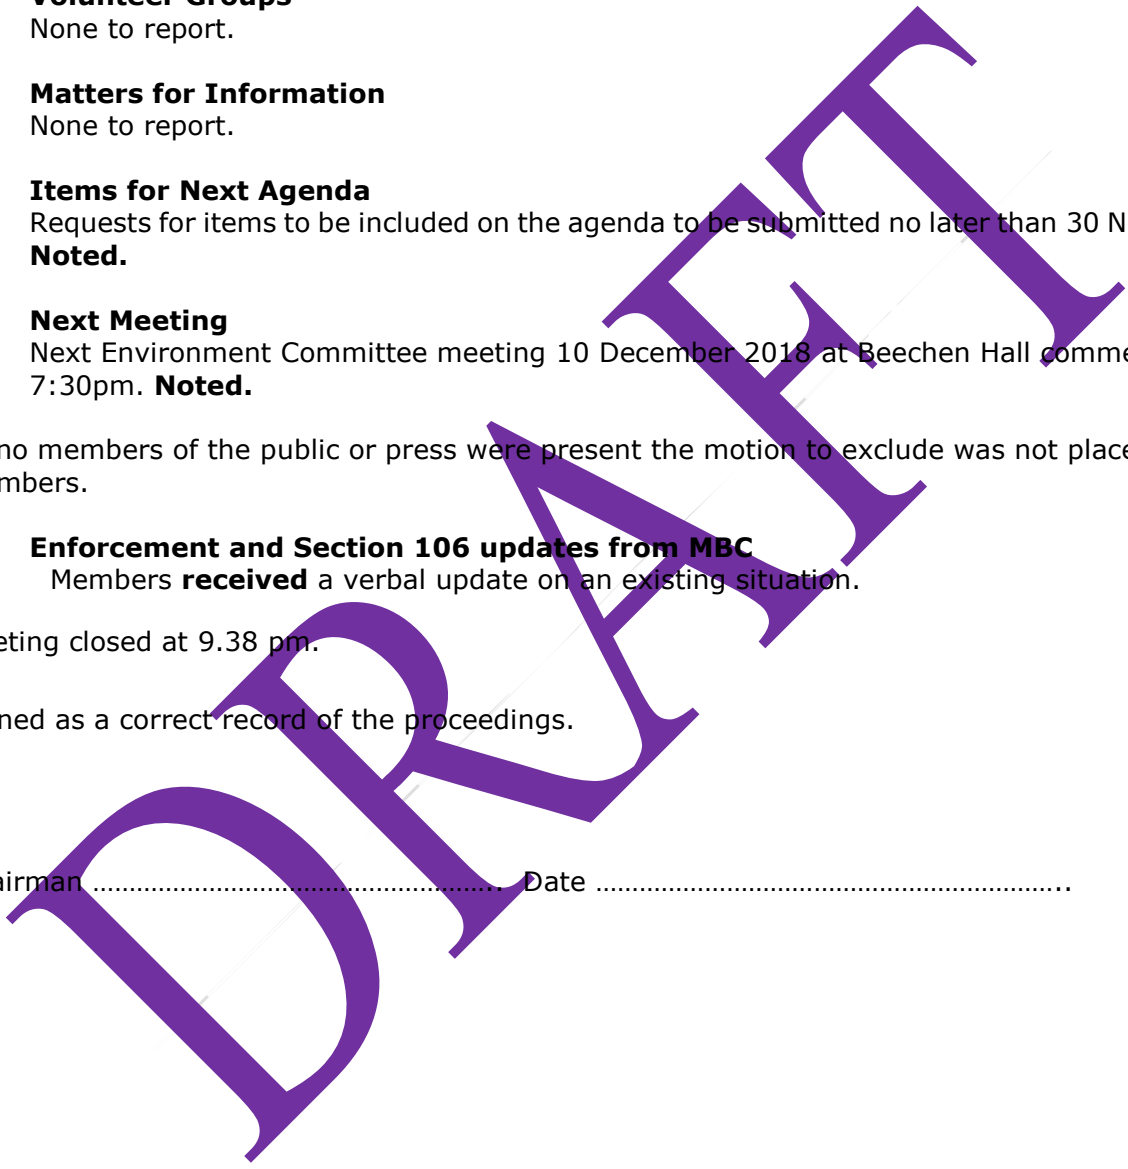 Volunteer Groups
None to report.
Matters for Information
None to report.
Items for Next Agenda
Requests for items to be included on the agenda to be submitted no later than 30 N
Noted.
Next Meeting
Next Environment Committee meeting 10 December 2018 at Beechen Hall comme
7:30pm. Noted.
no members of the public or press were present the motion to exclude was not place
mbers.
Enforcement and Section 106 updates from MBC
Members received a verbal update on an existing situation.
eting closed at 9.38 pm.
ned as a correct record of the proceedings.
airman ……………………………………………….. Date ………………………………………………………..
DRAFT